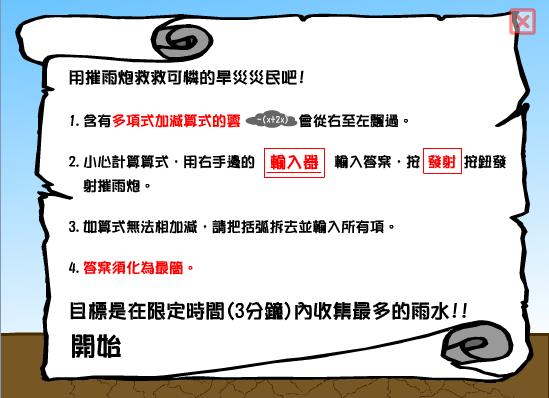 用摧雨炮救救可憐的旱災災民吧!
1. 含有多項式加減算式的雲 -(x+2x) 會從右至左飄過。
2. 小心計算算式，用右手邊的 輸入器 輸入答案，按 發射 按鈕發
射摧雨炮。
3. 如算式無法相加減，請把括弧拆去並輸入所有項。
4. 答案須化為最簡。
目標是在限定時間(3分鐘)內收集最多的雨水!!
開始